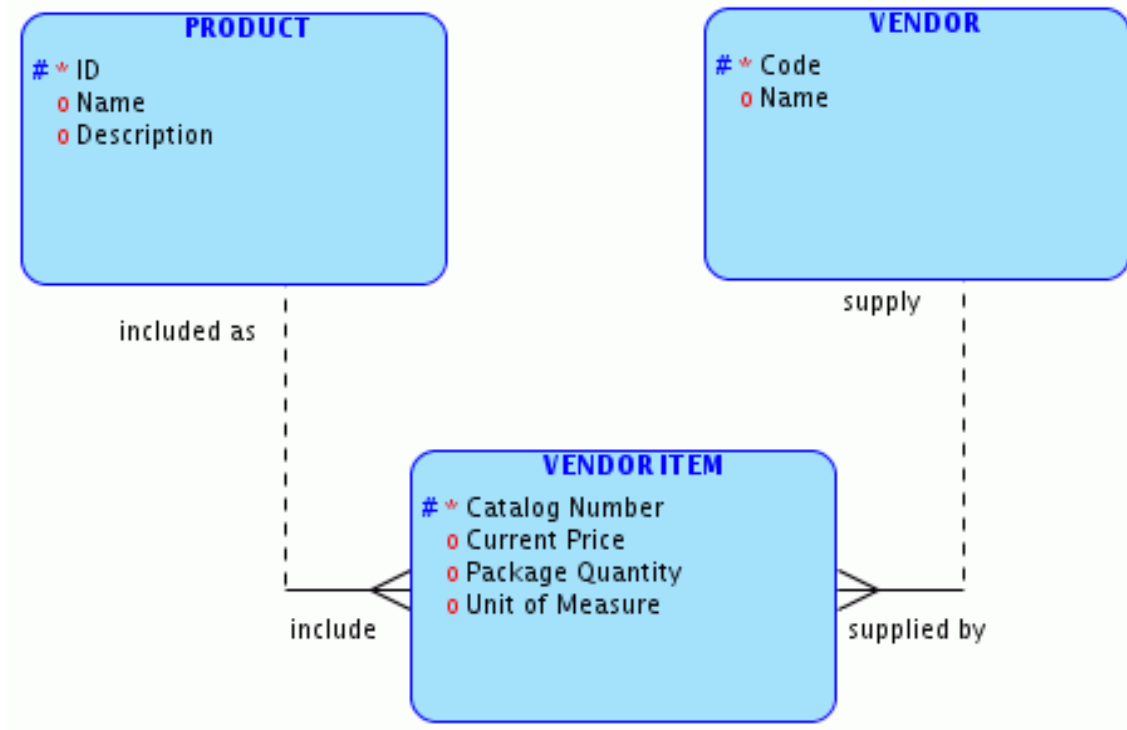 PRODUCT
# * ID
o Name
o Description
VENDOR
# * Code
o Name
included as
supply
VENDOR ITEM
# * Catalog Number
o Current Price
o Package Quantity
o Unit of Measure
include
supplied by